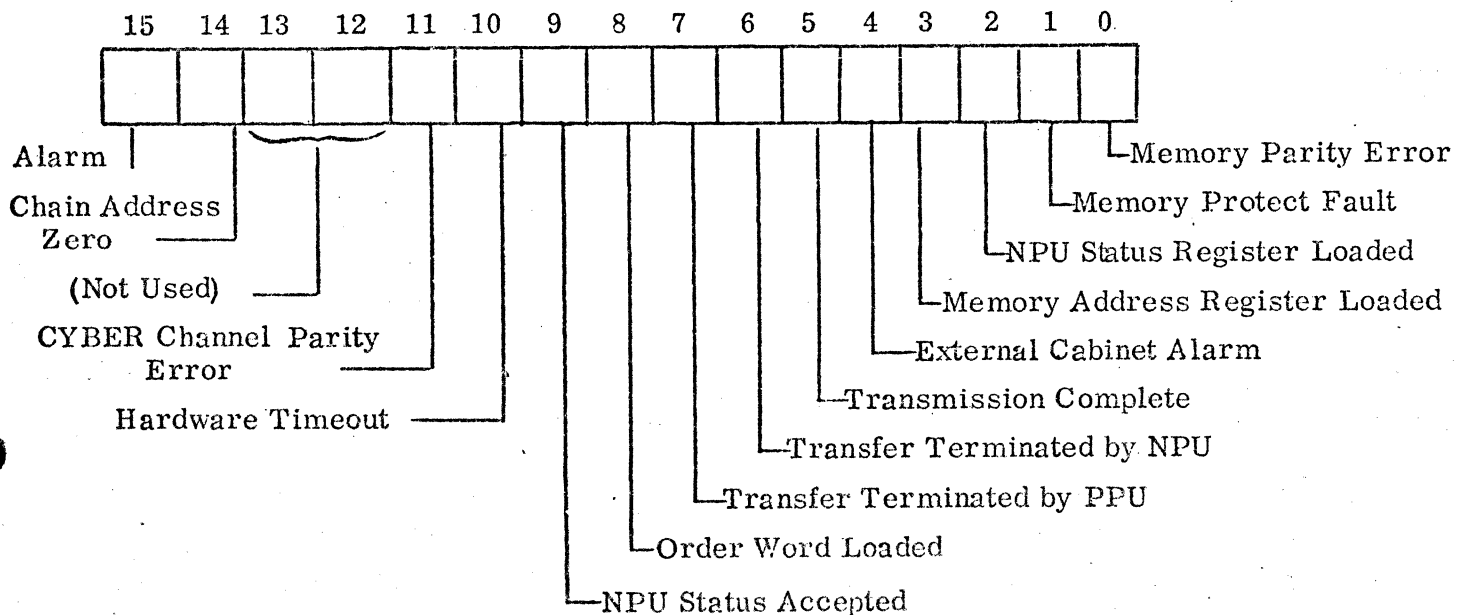 15 14 13 12 11 10 9 8 7 6 5 4 3 2 1 0
Alarm
Memory Parity Error
Chain Address
Zero
Memory Protect Fault
NPU Status Register Loaded
(Not Used)
Memory Address Register Loaded
CYBER Channel Parity
Error
External Cabinet Alarm
Transmission Complete
Hardware Timeout
Transfer Terminated by NPU
Transfer Terminated by PPU
Order Word Loaded
NPU Status Accepted